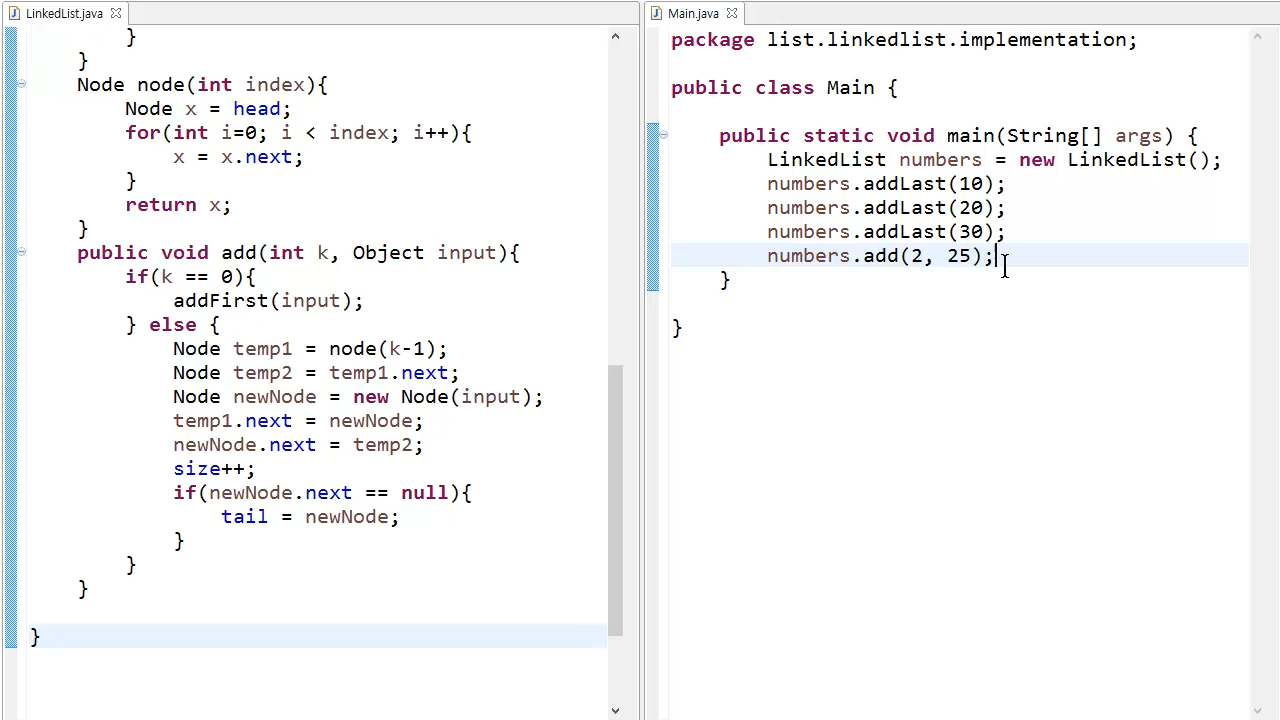 LinkedList.java
        }
    }
    Node node(int index){
        Node x = head;
        for(int i=0; i < index; i++){
            x = x.next;
        }
        return x;
    }
    public void add(int k, Object input){
        if(k == 0){
            addFirst(input);
        } else {
            Node temp1 = node(k-1);
            Node temp2 = temp1.next;
            Node newNode = new Node(input);
            temp1.next = newNode;
            newNode.next = temp2;
            size++;
            if(newNode.next == null){
                tail = newNode;
            }
        }
    }
}
Main.java
package list.linkedlist.implementation;
public class Main {
    public static void main(String[] args) {
        LinkedList numbers = new LinkedList();
        numbers.addLast(10);
        numbers.addLast(20);
        numbers.addLast(30);
        numbers.add(2, 25);
    }
}